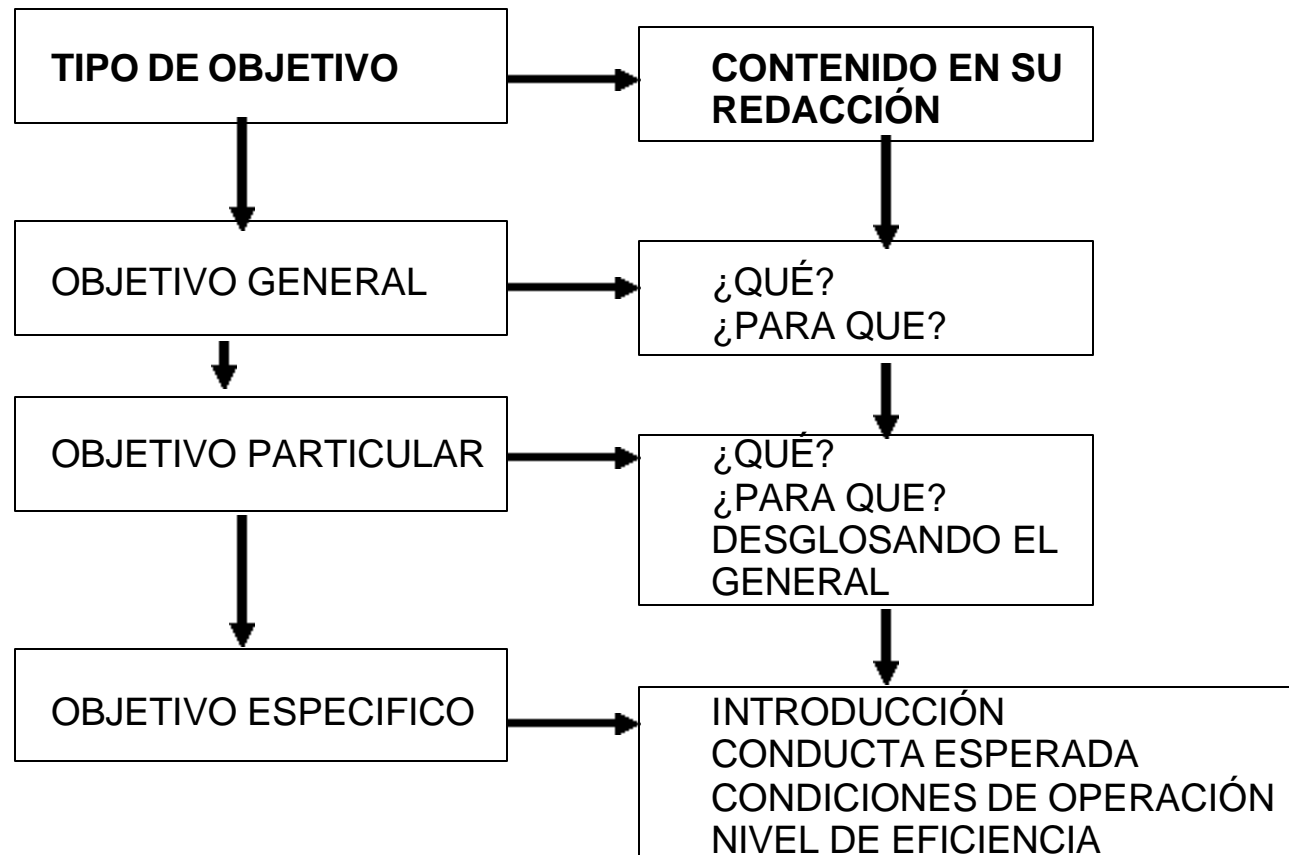 TIPO DE OBJETIVO
CONTENIDO EN SU
REDACCIÓN
OBJETIVO GENERAL
¿QUÉ?
¿PARA QUE?
OBJETIVO PARTICULAR
¿QUÉ?
¿PARA QUE?
DESGLOSANDO EL
GENERAL
OBJETIVO ESPECIFICO
INTRODUCCIÓN
CONDUCTA ESPERADA
CONDICIONES DE OPERACIÓN
NIVEL DE EFICIENCIA